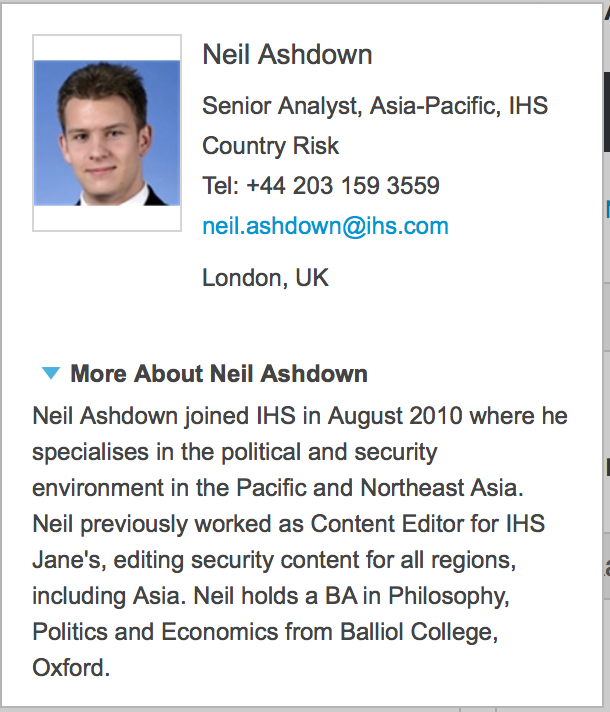 Neil Ashdown
Senior Analyst, Asia-Pacific, IHS
Country Risk
Tel: +44 203 159 3559
neil.ashdown@ihs.com
London, UK
More About Neil Ashdown
Neil Ashdown joined IHS in August 2010 where he
specialises in the political and security
environment in the Pacific and Northeast Asia.
Neil previously worked as Content Editor for IHS
Jane's, editing security content for all regions,
including Asia. Neil holds a BA in Philosophy,
Politics and Economics from Balliol College,
Oxford.